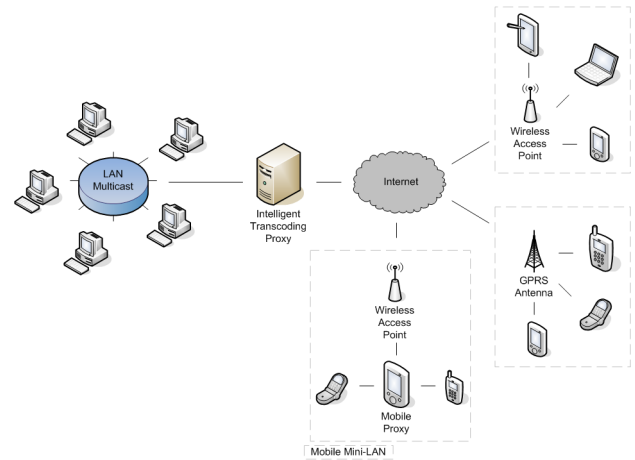 LAN
Multicast
Intelligent
Transcoding
Proxy
Internet
Wireless
Access
Point
GPRS
Antenna
Wireless
Access
Point
Mobile
Proxy
Mobile Mini-LAN